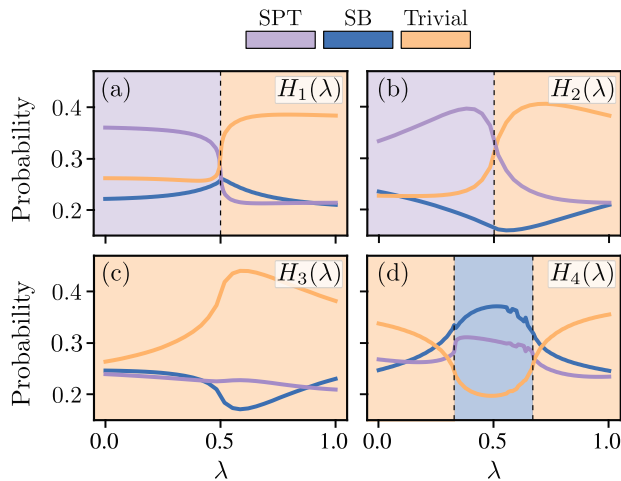 SPT SB Trivial
(a) H₁(λ) (b) H₂(λ)
Probability
0.4
0.3
0.2
(c) H₃(λ) (d) H₄(λ)
Probability
0.4
0.3
0.2
0.0 0.5 1.0 0.0 0.5 1.0
λ λ